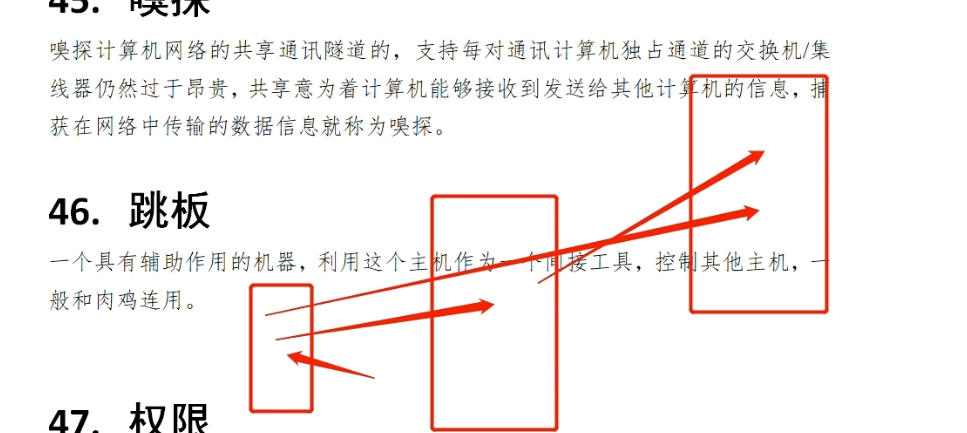 45. 嗅探
嗅探计算机网络的共享通讯隧道的，支持每对通讯计算机独占通道的交换机/集
线器仍然过于昂贵，共享意为着计算机能够接收到发送给其他计算机的信息，捕
获在网络中传输的数据信息就称为嗅探。
46. 跳板
一个具有辅助作用的机器，利用这个主机作为一个间接工具，控制其他主机，一
般和肉鸡连用。
47. 权限